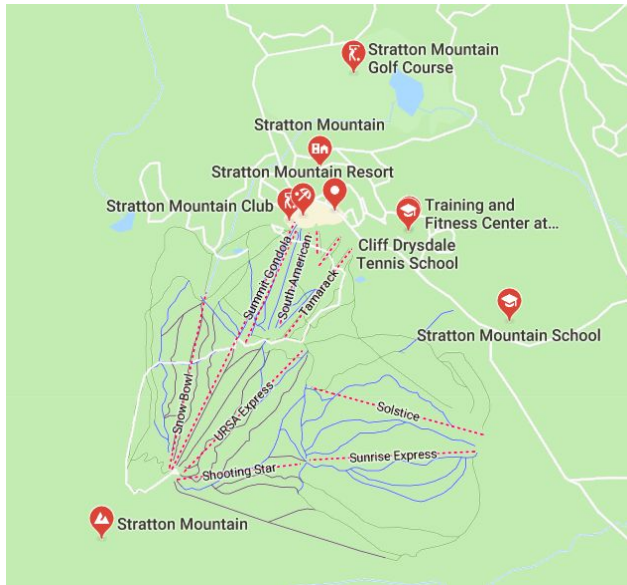 Stratton Mountain
Golf Course
Stratton Mountain
Stratton Mountain Resort
Stratton Mountain Club
Training and
Fitness Center at...
Cliff Drysdale
Tennis School
Summit Gondola
South American
Tamarack
Stratton Mountain School
Snow Bowl
URSA Express
Solstice
Sunrise Express
Shooting Star
Stratton Mountain